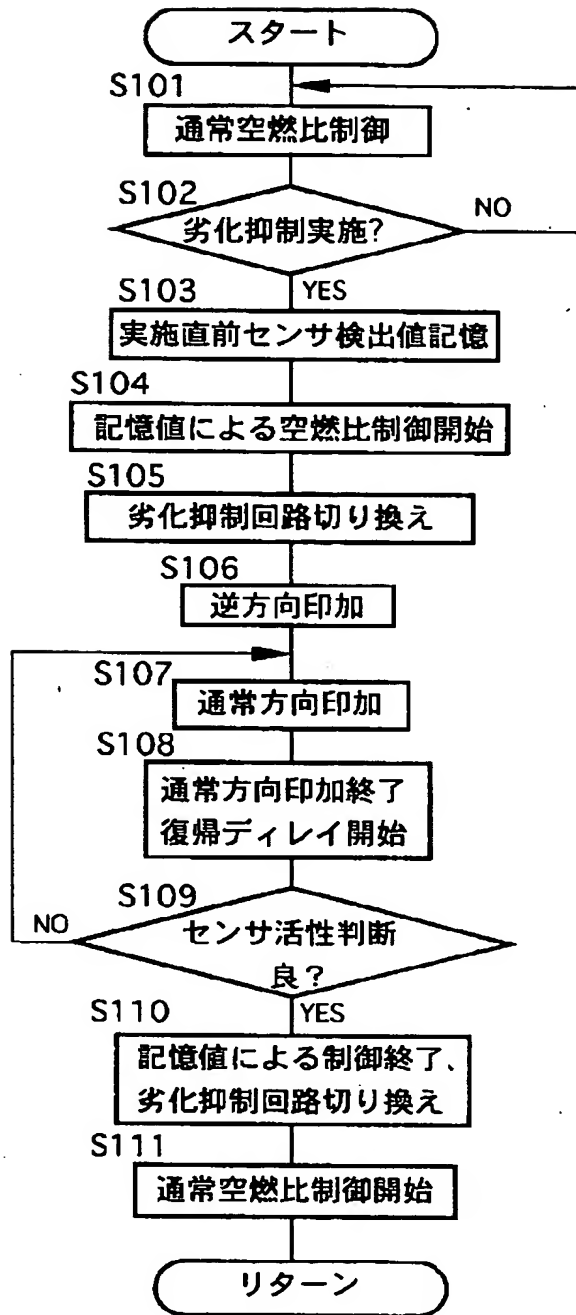 スタート
S101
通常空燃比制御
S102
劣化抑制実施?
NO
YES
S103
実施直前センサ検出値記憶
S104
記憶値による空燃比制御開始
S105
劣化抑制回路切り換え
S106
逆方向印加
S107
通常方向印加
S108
通常方向印加終了
復帰ディレイ開始
S109
NO
センサ活性判断
良?
YES
S110
記憶値による制御終了、
劣化抑制回路切り換え
S111
通常空燃比制御開始
リターン